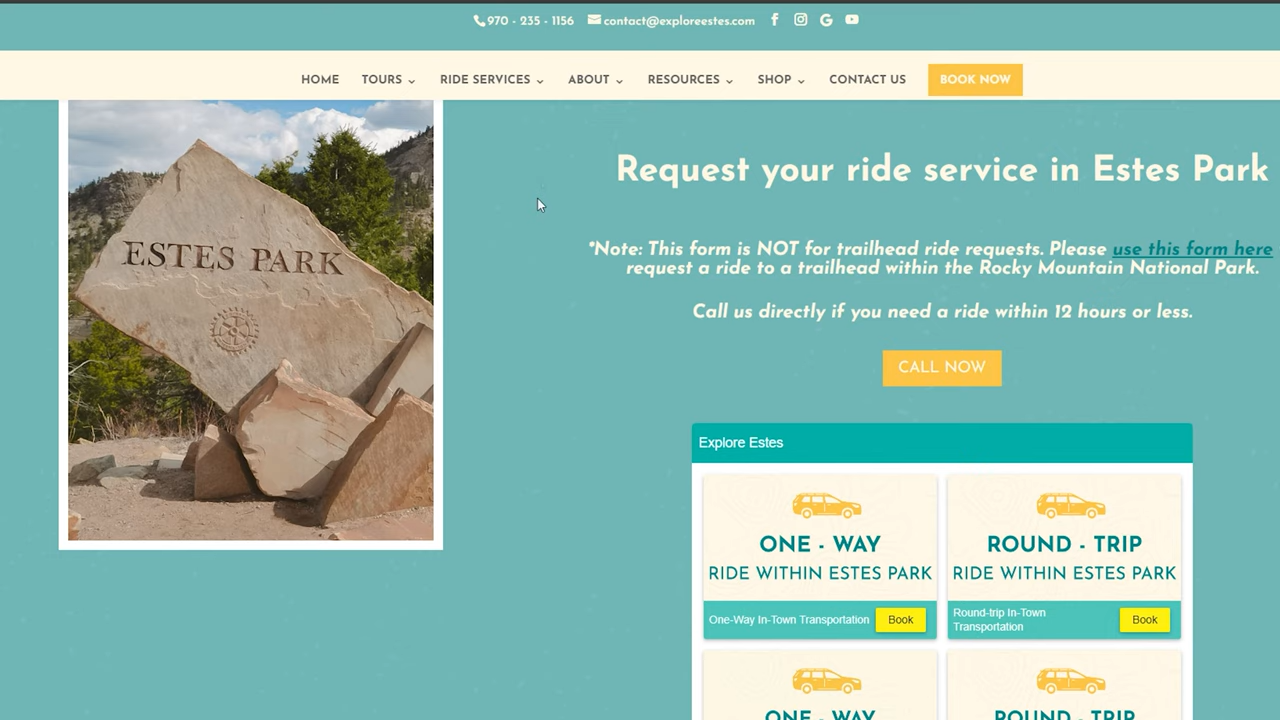 970 - 235 - 1156 contact@exploreestes.com
HOME TOURS RIDE SERVICES ABOUT RESOURCES SHOP CONTACT US BOOK NOW
ESTES PARK
Request your ride service in Estes Park
*Note: This form is NOT for trailhead ride requests. Please use this form here
request a ride to a trailhead within the Rocky Mountain National Park.
Call us directly if you need a ride within 12 hours or less.
CALL NOW
Explore Estes
ONE - WAY
RIDE WITHIN ESTES PARK
One-Way In-Town Transportation Book
ROUND - TRIP
RIDE WITHIN ESTES PARK
Round-trip In-Town
Transportation
Book
ONE - WAY
ROUND - TRIP